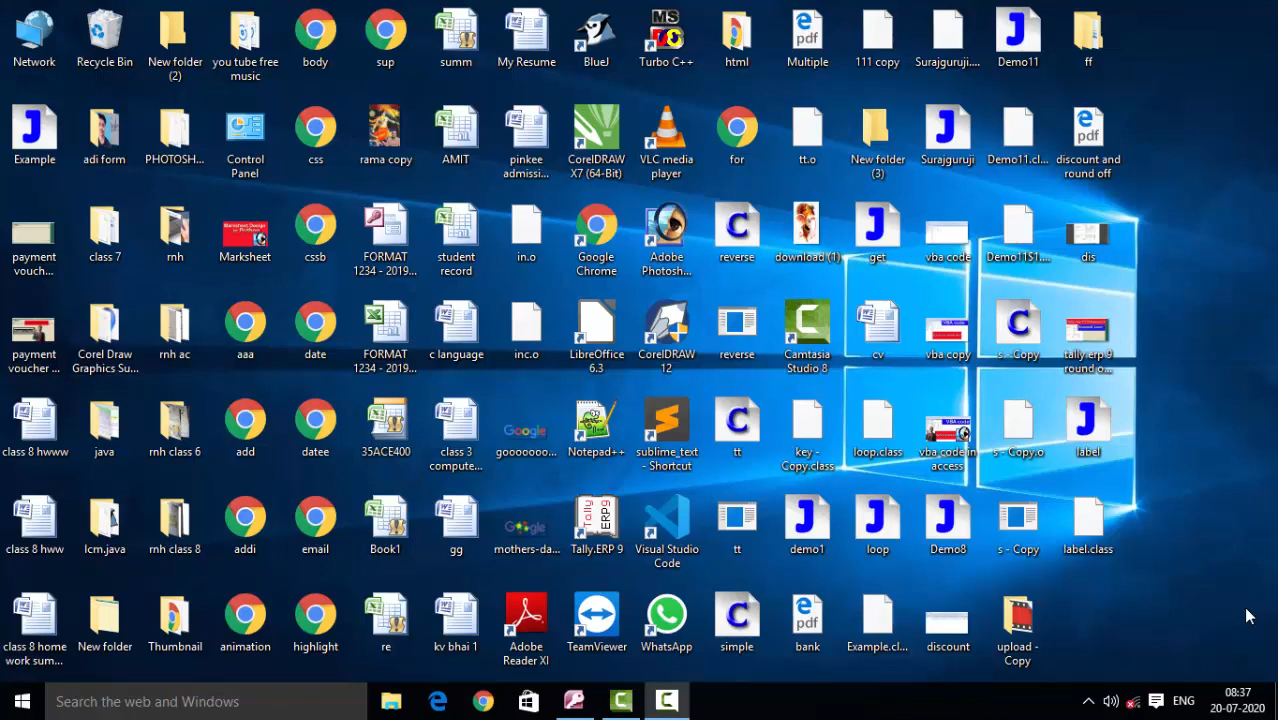 Network
Recycle Bin
New folder
(2)
you tube free
music
body
sup
summ
My Resume
BlueJ
Turbo C++
html
Multiple
111 copy
Surajguruji....
Demo11
ff
Example
adi form
PHOTOSH...
Control
Panel
css
rama copy
AMIT
pinkee
admissi...
CorelDRAW
X7 (64-Bit)
VLC media
player
for
tt.o
New folder
(3)
Surajguruji
Demo11.cl...
discount and
round off
payment
vouch...
class 7
rnh
Marksheet
cssb
FORMAT
1234 - 2019...
student
record
in.o
Google
Chrome
Adobe
Photosh...
reverse
download (1)
get
vba code
Demo11$1....
dis
payment
voucher ...
Corel Draw
Graphics Su...
rnh ac
aaa
date
FORMAT
1234 - 2019...
c language
inc.o
LibreOffice
6.3
CorelDRAW
12
reverse
Camtasia
Studio 8
cv
vba copy
s - Copy
tally.erp 9
round o...
class 8 hwww
java
rnh class 6
add
datee
35ACE400
class 3
compute...
Google
gooooooo...
Notepad++
sublime_text
- Shortcut
tt
key -
Copy.class
loop.class
vba code in
access
s - Copy.o
label
class 8 hww
lcm.java
rnh class 8
addi
email
Book1
gg
mothers-da...
Tally.ERP 9
Visual Studio
Code
tt
demo1
loop
Demo8
s - Copy
label.class
class 8 home
work sum...
New folder
Thumbnail
animation
highlight
re
kv bhai 1
Adobe
Reader XI
TeamViewer
WhatsApp
simple
bank
Example.cl...
discount
upload -
Copy
Search the web and Windows
ENG
08:37
20-07-2020